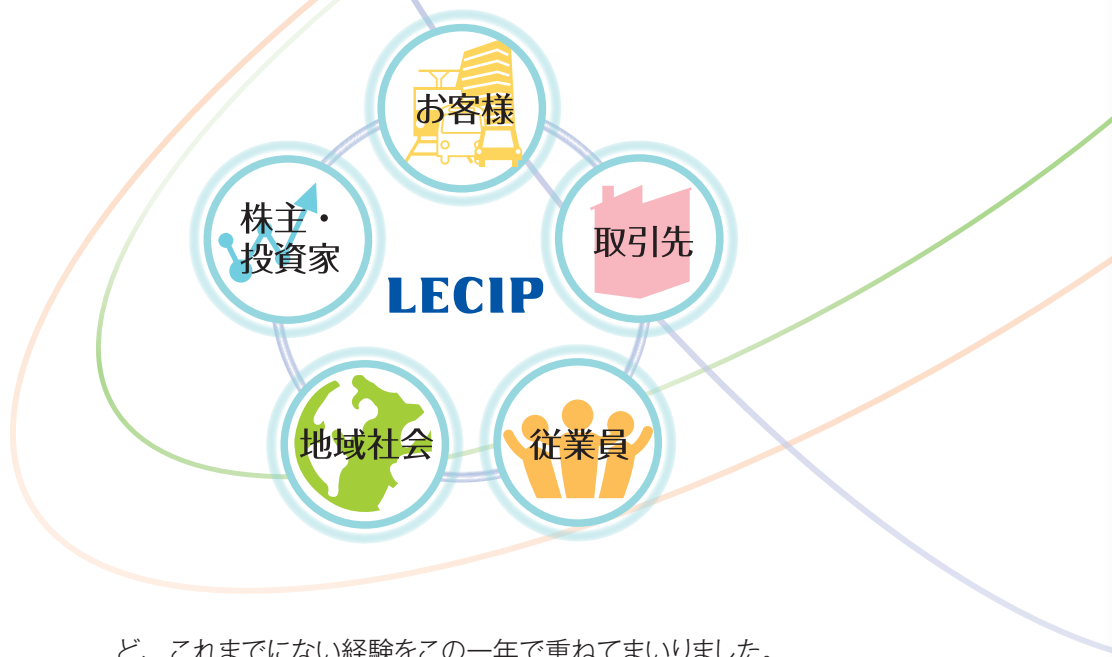 お客様
株主・
投資家
取引先
LECIP
地域社会
従業員
ど、これまでにない経験をこの一年で重ねてまいりました。